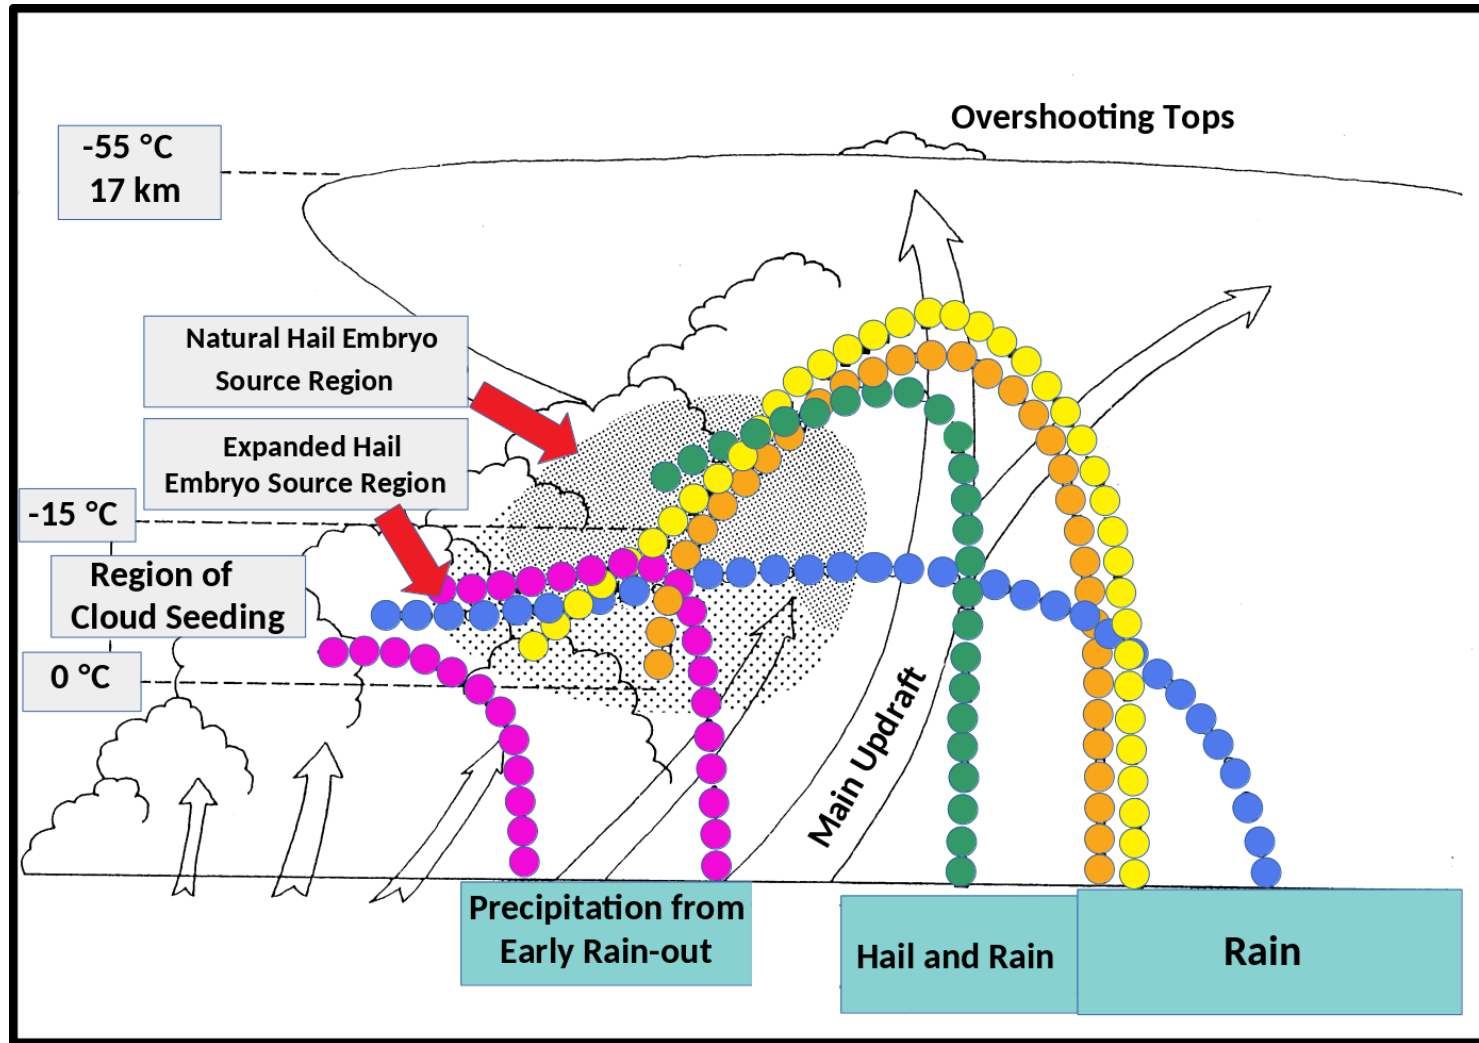 Overshooting Tops
-55 °C
17 km
Natural Hail Embryo
Source Region
Expanded Hail
Embryo Source Region
-15 °C
Region of
Cloud Seeding
0 °C
Main Updraft
Precipitation from
Early Rain-out
Hail and Rain
Rain